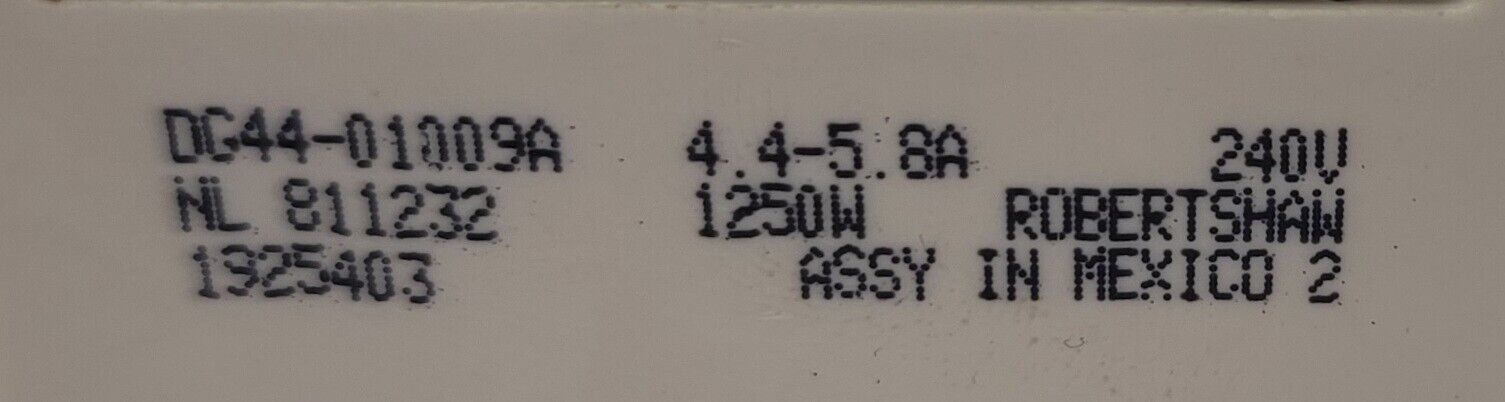 DG44-01009A 4.4-5.8A 240V
NL 811232 1250W ROBERTSHAW
1925403 ASSY IN MEXICO 2